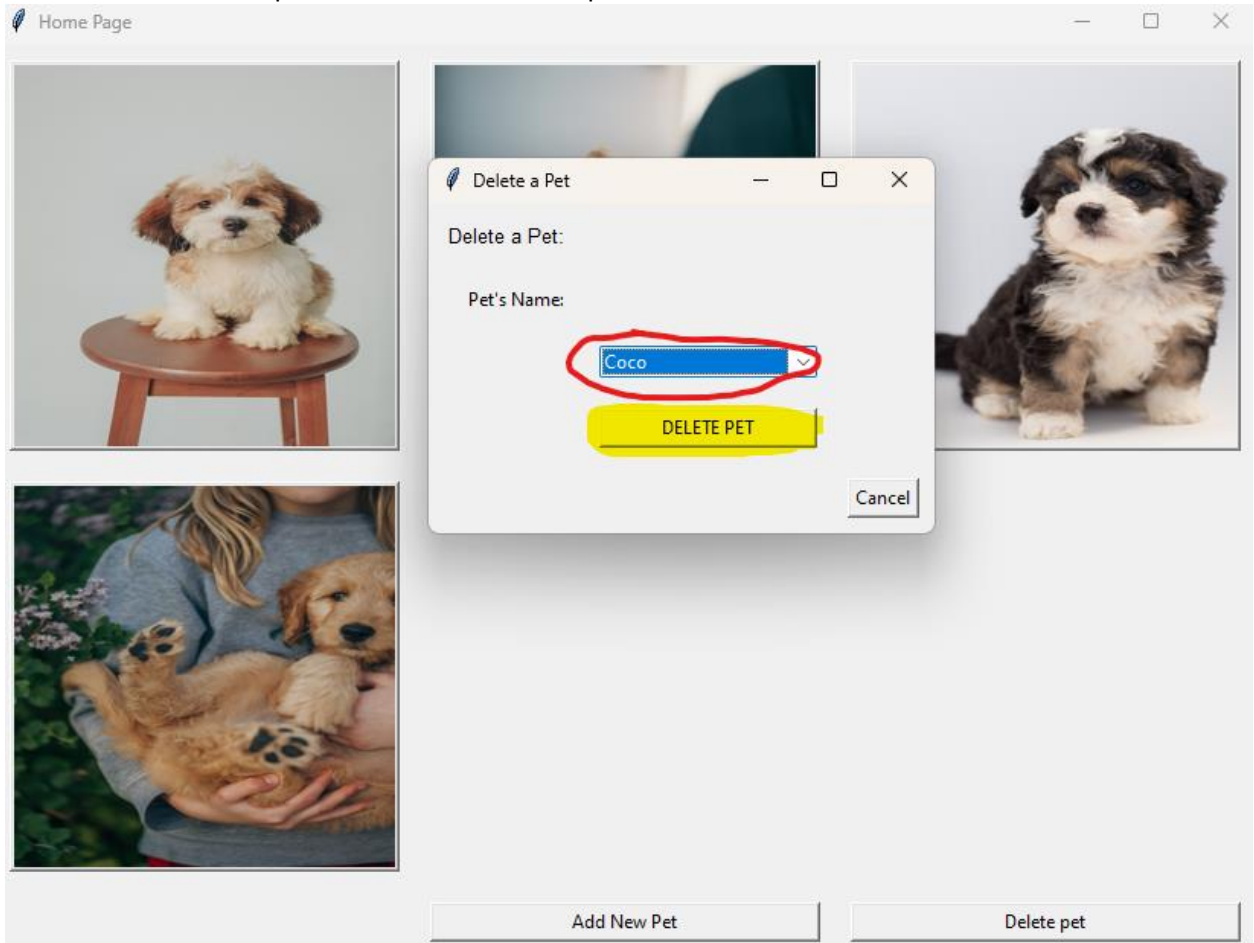 Home Page
Delete a Pet
Delete a Pet:
Pet's Name:
Coco
DELETE PET
Cancel
Add New Pet
Delete pet